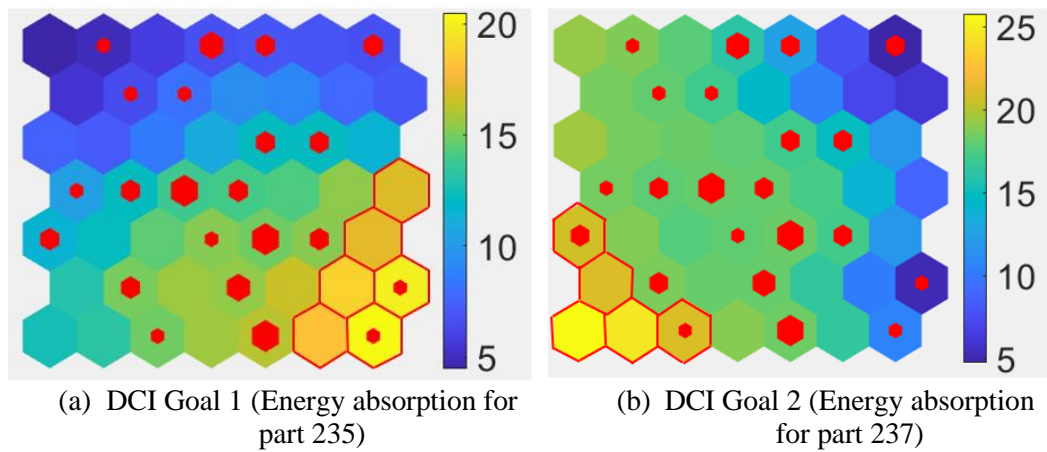 20
15
10
5
25
20
15
10
5
(a) DCI Goal 1 (Energy absorption for
part 235)
(b) DCI Goal 2 (Energy absorption
for part 237)